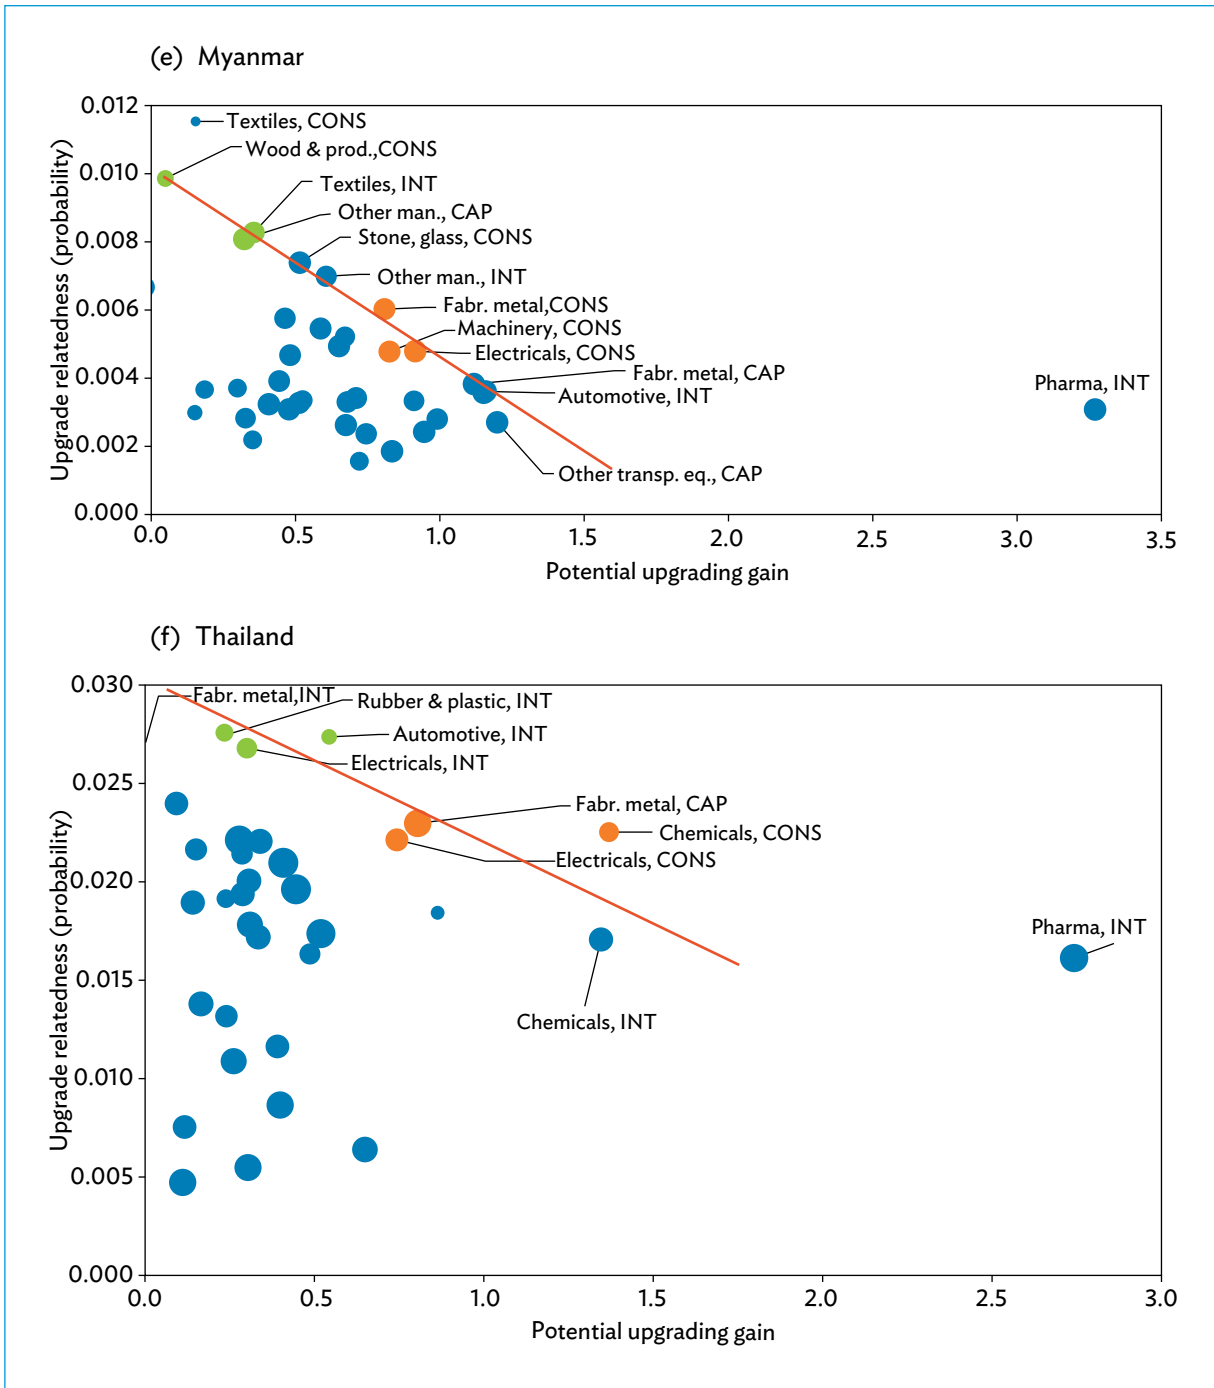 (e) Myanmar
0.012
Textiles, CONS
Wood & prod.,CONS
0.010
Textiles, INT
Other man., CAP
0.008
Stone, glass, CONS
Other man., INT
0.006
Fabr. metal,CONS
Machinery, CONS
Electricals, CONS
0.004
Fabr. metal, CAP
Pharma, INT
Automotive, INT
0.002
Other transp. eq., CAP
0.000
Upgrade relatedness (probability)
0.0 0.5 1.0 1.5 2.0 2.5 3.0 3.5
Potential upgrading gain
(f) Thailand
0.030
Fabr. metal,INT
Rubber & plastic, INT
Automotive, INT
Electricals, INT
0.025
Fabr. metal, CAP
Chemicals, CONS
Electricals, CONS
0.020
Pharma, INT
0.015
Chemicals, INT
0.010
0.005
0.000
Upgrade relatedness (probability)
0.0 0.5 1.0 1.5 2.0 2.5 3.0
Potential upgrading gain